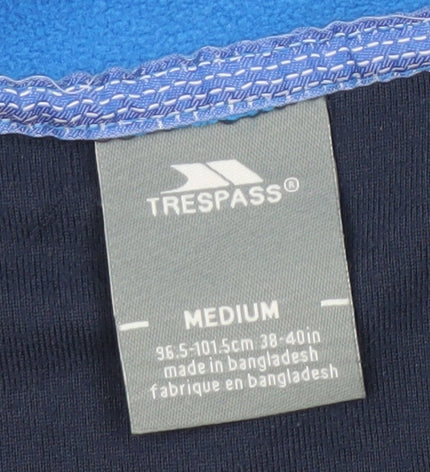 TRESPASS®
MEDIUM
96.5-101.5cm 38-40in
made in bangladesh
fabrique en bangladesh